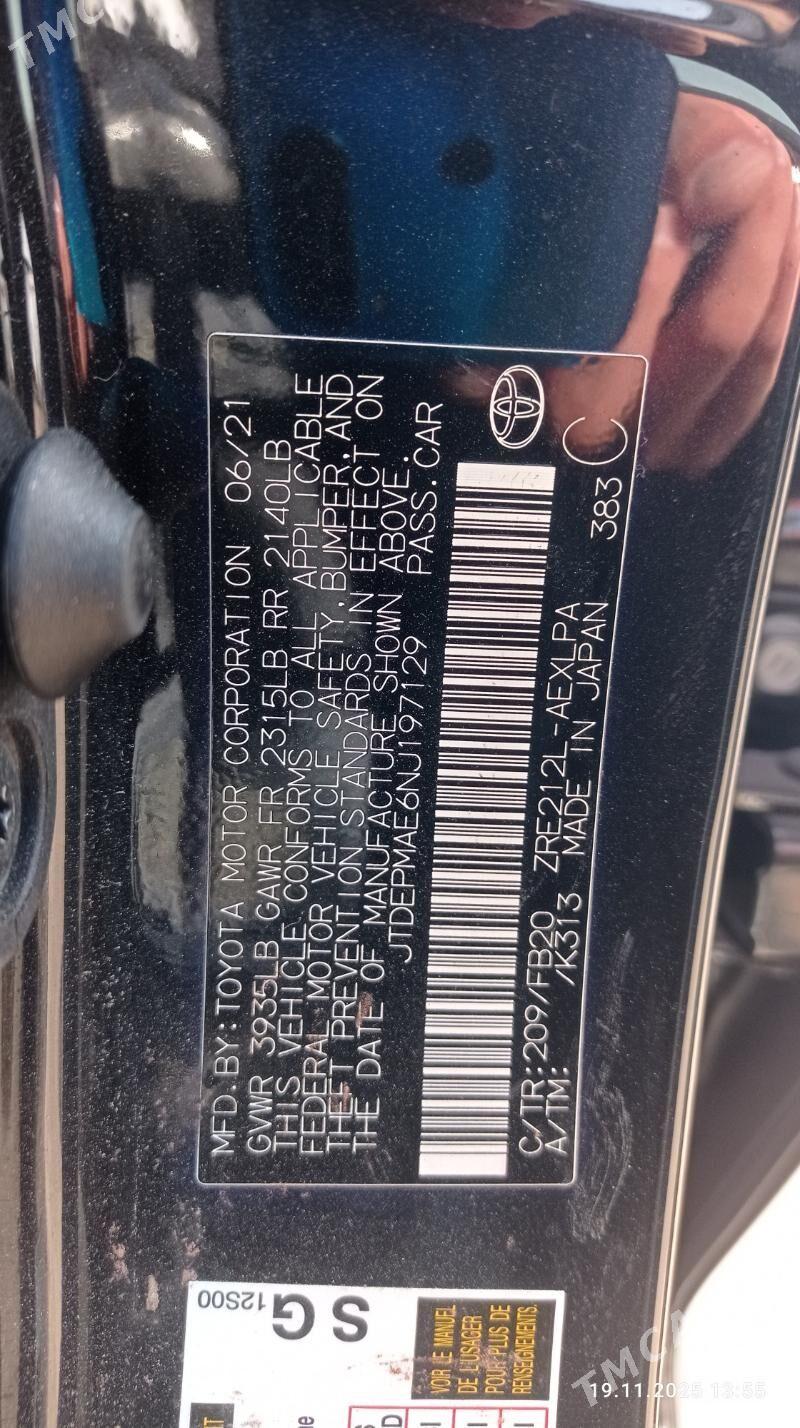 MFD.BY:TOYOTA MOTOR CORPORATION 06/21
GVWR 3935LB GAWR FR 2315LB RR 2140LB
THIS VEHICLE CONFORMS TO ALL APPLICABLE
FEDERAL MOTOR VEHICLE SAFETY, BUMPER, AND
THEFT PREVENTION STANDARDS IN EFFECT ON
THE DATE OF MANUFACTURE SHOWN ABOVE.
JTDEPMAE6NJ197129 PASS.CAR
C/TR:209/FB20 ZRE212L-AEXLPA
A/TM: /K313 MADE IN JAPAN 383 C
12S00
SG
VOIR LE MANUEL
DE L'USAGER
POUR PLUS DE
RENSEIGNEMENTS.
19.11.2025 13:55